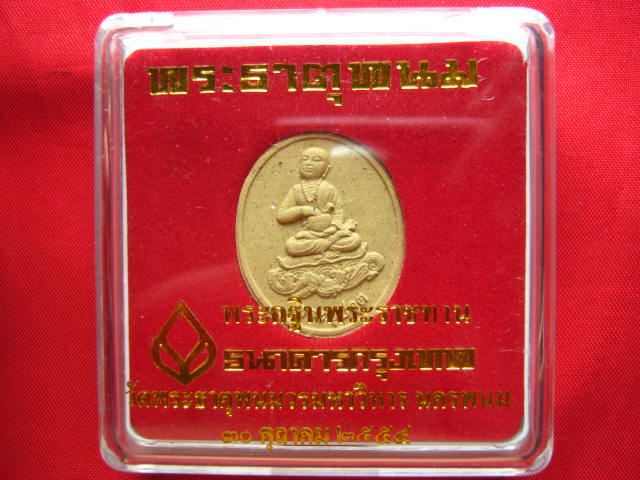 พระธาตุพนม
พระกฐินพระราชทาน
ธนาคารกรุงเทพ
วัดพระธาตุพนมวรมหาวิหาร นครพนม
๓๐ ตุลาคม ๒๕๕๔